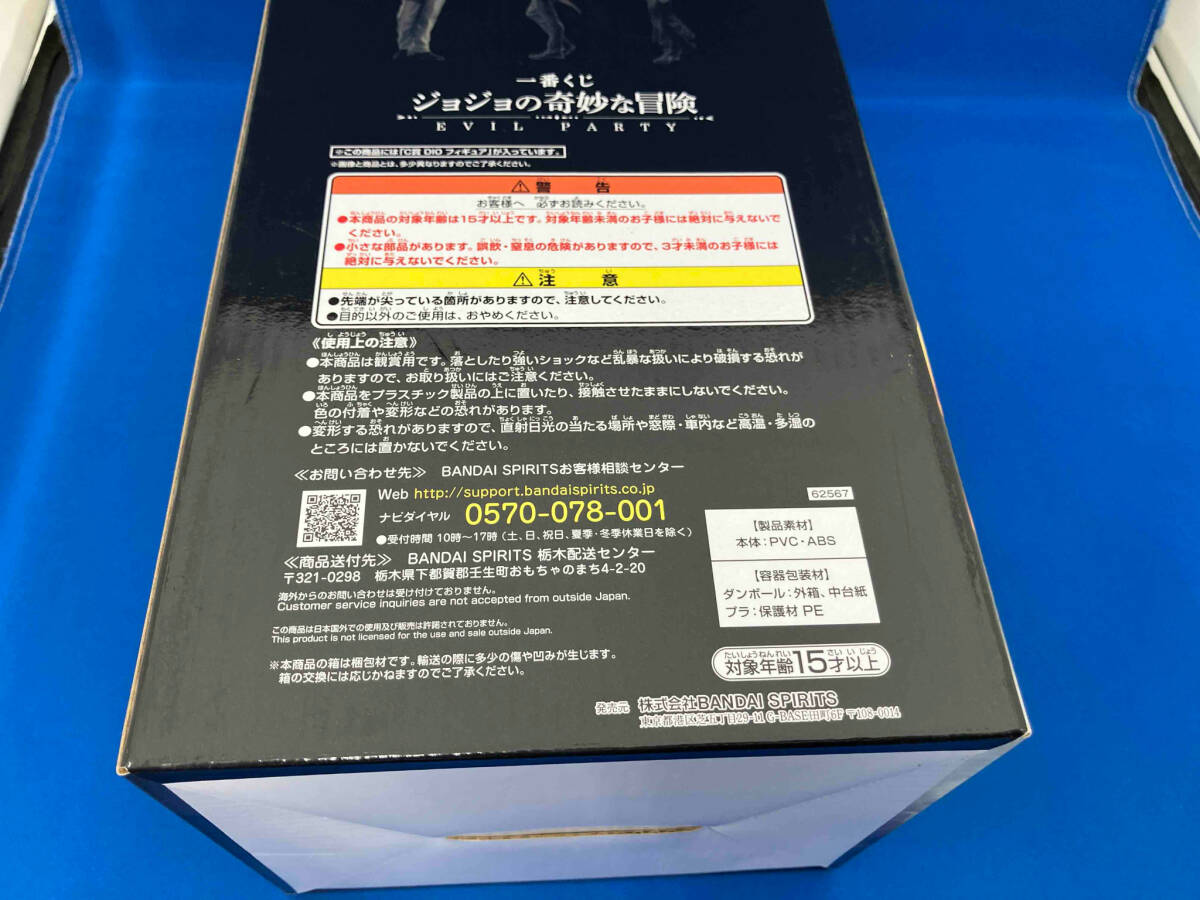 一番くじ
ジョジョの奇妙な冒険
EVIL PARTY
※この商品には「C賞 DIO フィギュア」が入っています。
※画像と商品とは、多少異なりますのでご了承ください。
⚠警告
お客様へ 必ずお読みください。
●本商品の対象年齢は15才以上です。対象年齢未満のお子様には絶対に与えないで
ください。
●小さな部品があります。誤飲・窒息の危険がありますので、3才未満のお子様には
絶対に与えないでください。
⚠注意
●先端が尖っている箇所がありますので、注意してください。
●目的以外のご使用は、おやめください。
《使用上の注意》
●本商品は観賞用です。落としたり強いショックなど乱暴な扱いにより破損する恐れが
ありますので、お取り扱いにはご注意ください。
●本商品をプラスチック製品の上に置いたり、接触させたままにしないでください。
色の付着や変形などの恐れがあります。
●変形する恐れがありますので、直射日光の当たる場所や窓際・車内など高温・多湿の
ところには置かないでください。
≪お問い合わせ先≫ BANDAI SPIRITSお客様相談センター
Web http://support.bandaispirits.co.jp
ナビダイヤル 0570-078-001
●受付時間 10時〜17時（土、日、祝日、夏季・冬季休業日を除く）
≪商品送付先≫ BANDAI SPIRITS 栃木配送センター
〒321-0298 栃木県下都賀郡壬生町おもちゃのまち4-2-20
海外からのお問い合わせは受け付けておりません。
Customer service inquiries are not accepted from outside Japan.
この商品は日本国外での使用及び販売は許諾されておりません。
This product is not licensed for the use and sale outside Japan.
※本商品の箱は梱包材です。輸送の際に多少の傷や凹みが生じます。
箱の交換には応じかねますのでご了承ください。
62567
【製品素材】
本体：PVC・ABS
【容器包装材】
ダンボール：外箱、中台紙
プラ：保護材 PE
対象年齢15才以上
発売元 株式会社BANDAI SPIRITS
東京都港区芝五丁目29-11 G-BASE田町6F 〒108-0014